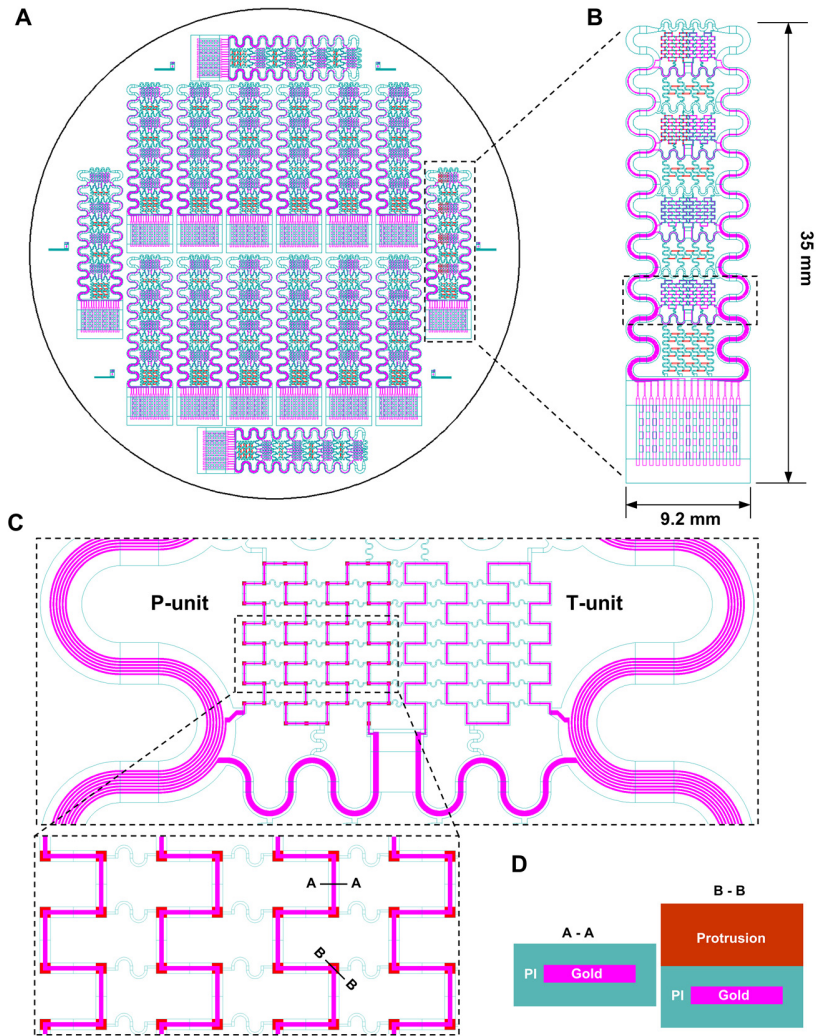 A
B
35 mm
9.2 mm
C
P-unit
T-unit
A A
B
B
D
A - A
PI Gold
B - B
Protrusion
PI Gold